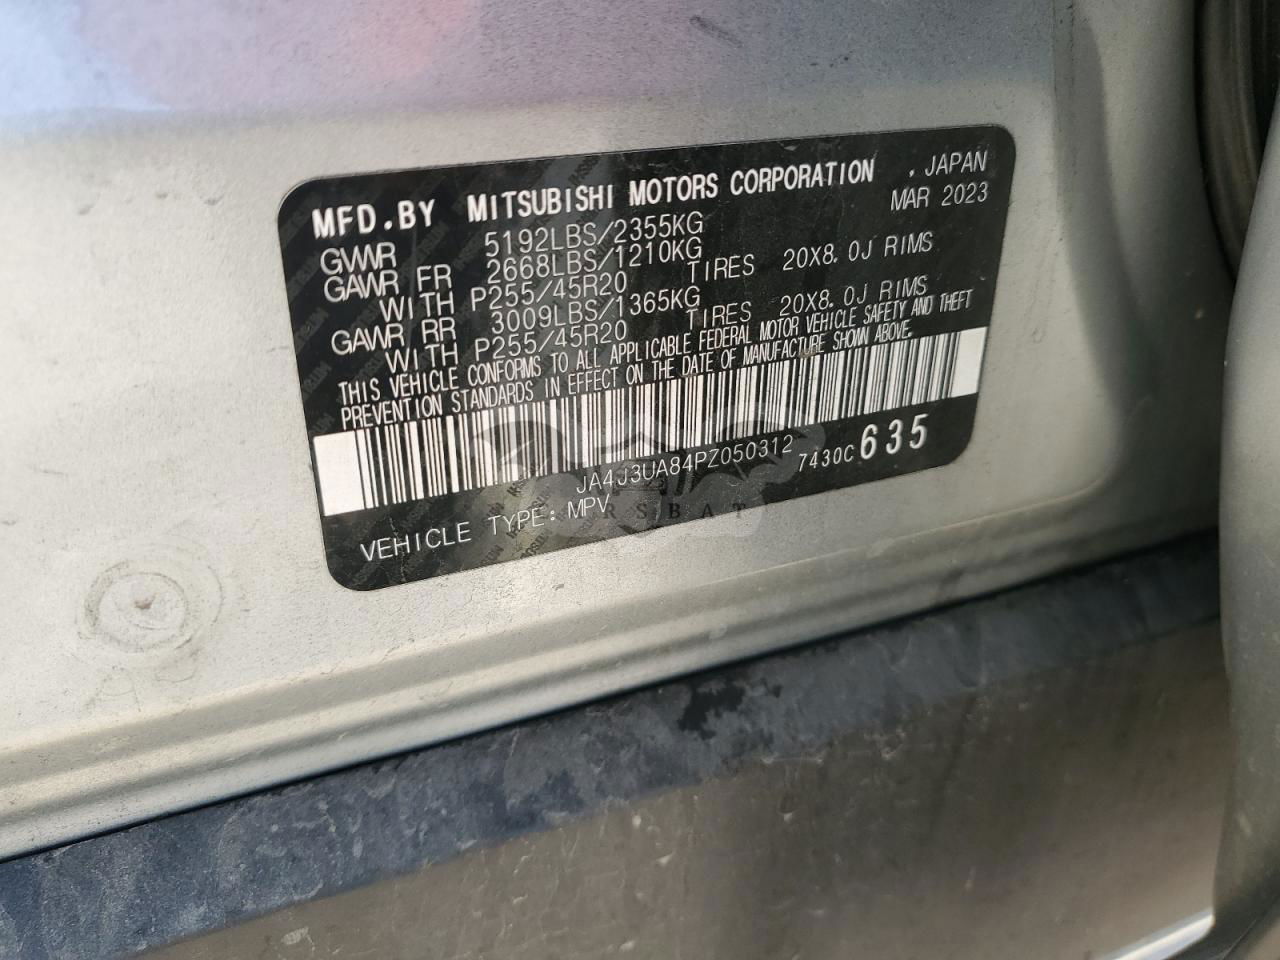 MFD.BY MITSUBISHI MOTORS CORPORATION . JAPAN
MAR 2023
GVWR 5192LBS/2355KG
GAWR FR 2668LBS/1210KG
WITH P255/45R20 TIRES 20X8.0J RIMS
GAWR RR 3009LBS/1365KG
WITH P255/45R20 TIRES 20X8.0J RIMS
THIS VEHICLE CONFORMS TO ALL APPLICABLE FEDERAL MOTOR VEHICLE SAFETY AND THEFT
PREVENTION STANDARDS IN EFFECT ON THE DATE OF MANUFACTURE SHOWN ABOVE.
JA4J3UA84PZ050312 7430C 635
VEHICLE TYPE: MPV